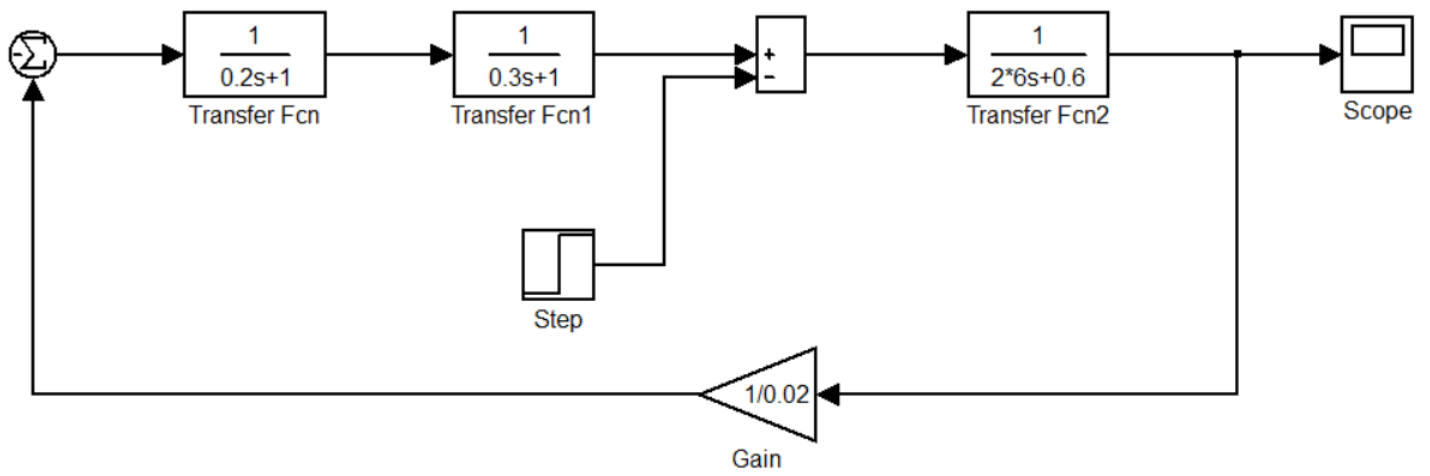 Σ
1
0.2s+1
Transfer Fcn
1
0.3s+1
Transfer Fcn1
+
−
1
2*6s+0.6
Transfer Fcn2
Scope
Step
1/0.02
Gain